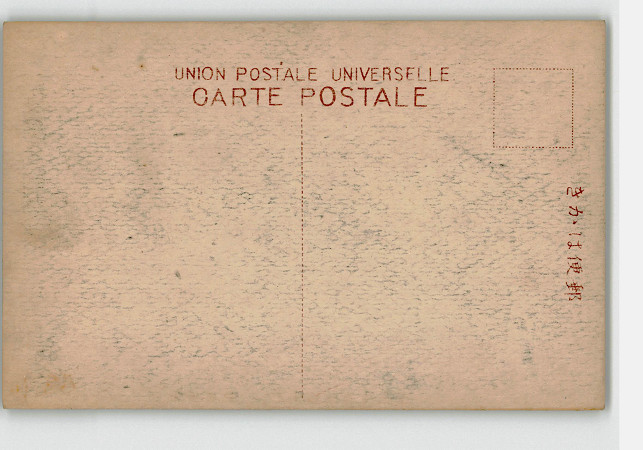 UNION POSTALE UNIVERSELLE
CARTE POSTALE
郵便はかき